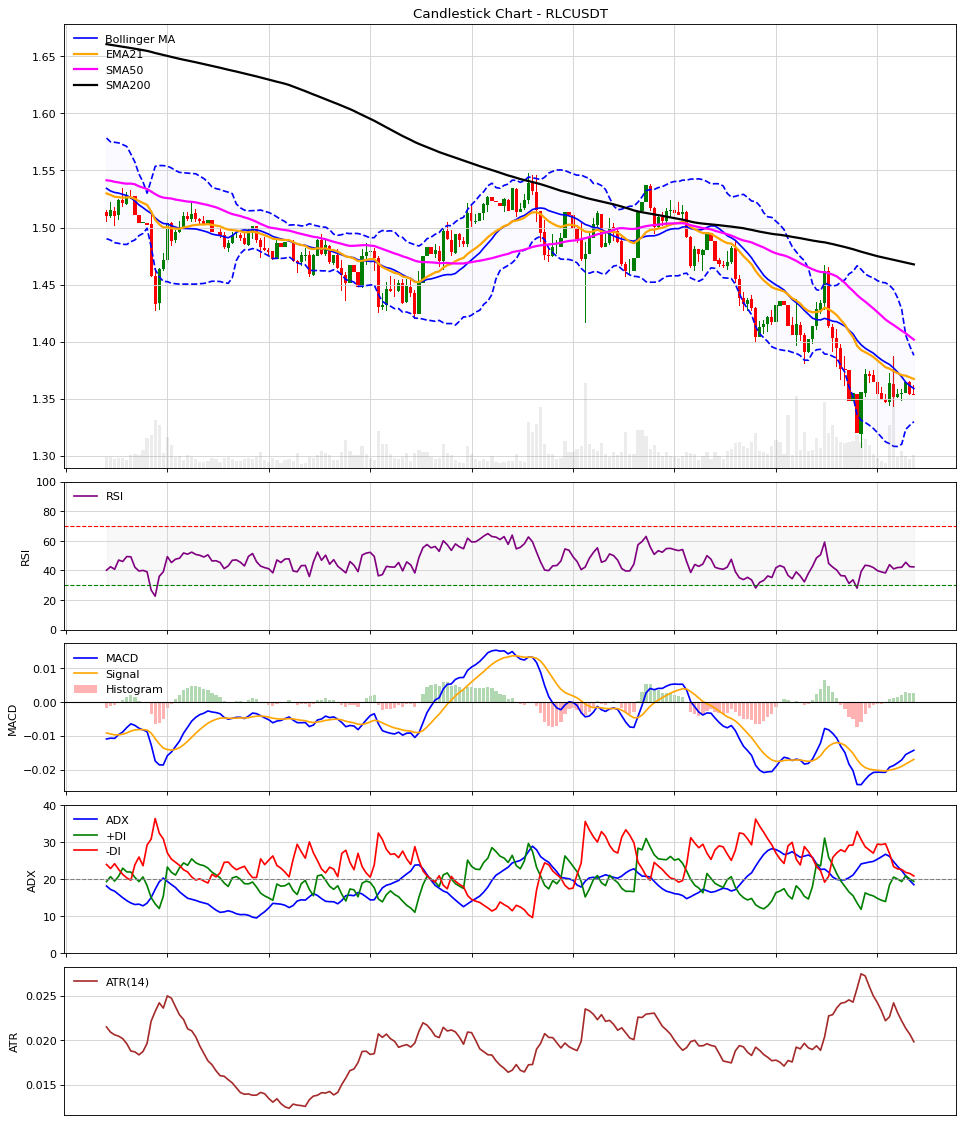 Candlestick Chart - RLCUSDT
Bollinger MA
EMA21
SMA50
SMA200
1.65
1.60
1.55
1.50
1.45
1.40
1.35
1.30
RSI
RSI
100
80
60
40
20
0
MACD
Signal
Histogram
MACD
0.01
0.00
−0.01
−0.02
ADX
+DI
-DI
ADX
40
30
20
10
0
ATR(14)
ATR
0.025
0.020
0.015